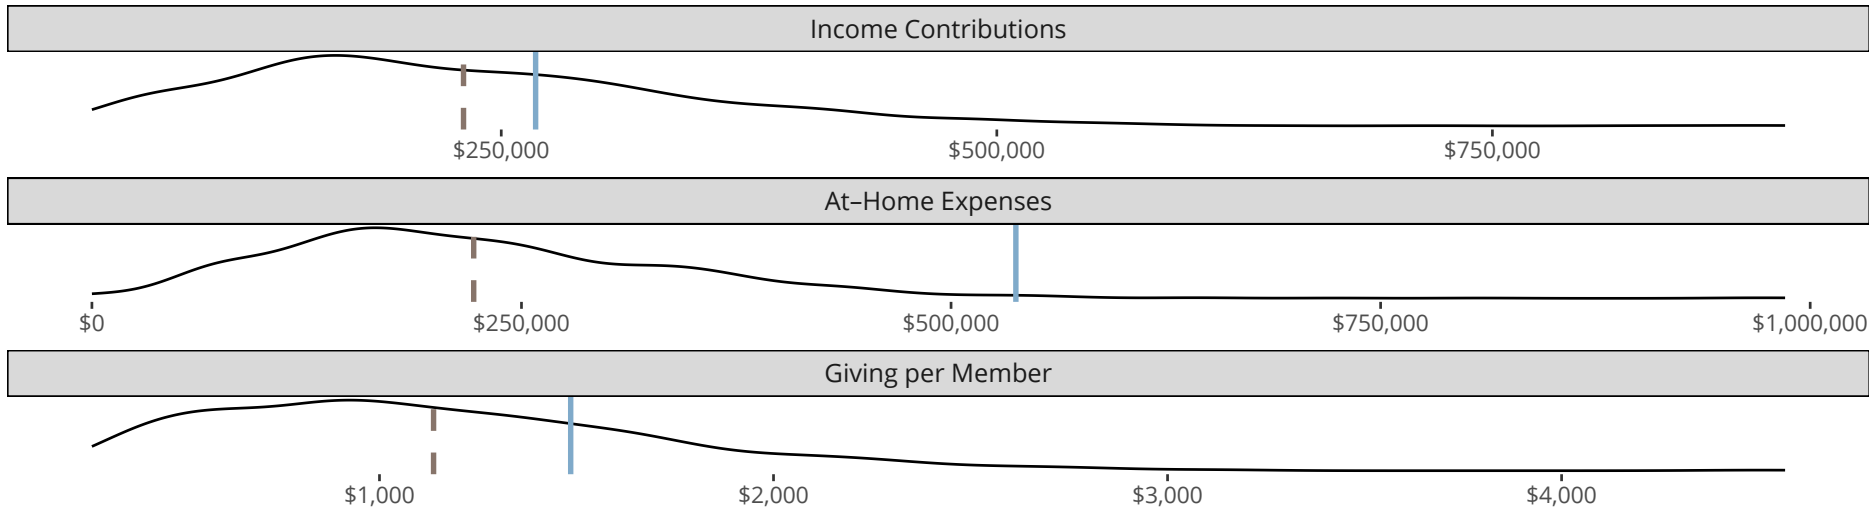 Income Contributions
$250,000 $500,000 $750,000
At–Home Expenses
$0 $250,000 $500,000 $750,000 $1,000,000
Giving per Member
$1,000 $2,000 $3,000 $4,000